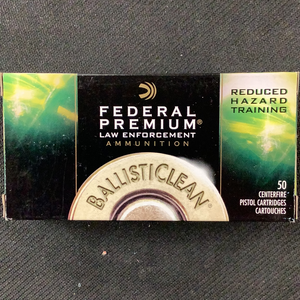 FEDERAL
PREMIUM®
LAW ENFORCEMENT
AMMUNITION
REDUCED
HAZARD
TRAINING
BALLISTICLEAN®
50
CENTERFIRE
PISTOL CARTRIDGES
CARTOUCHES